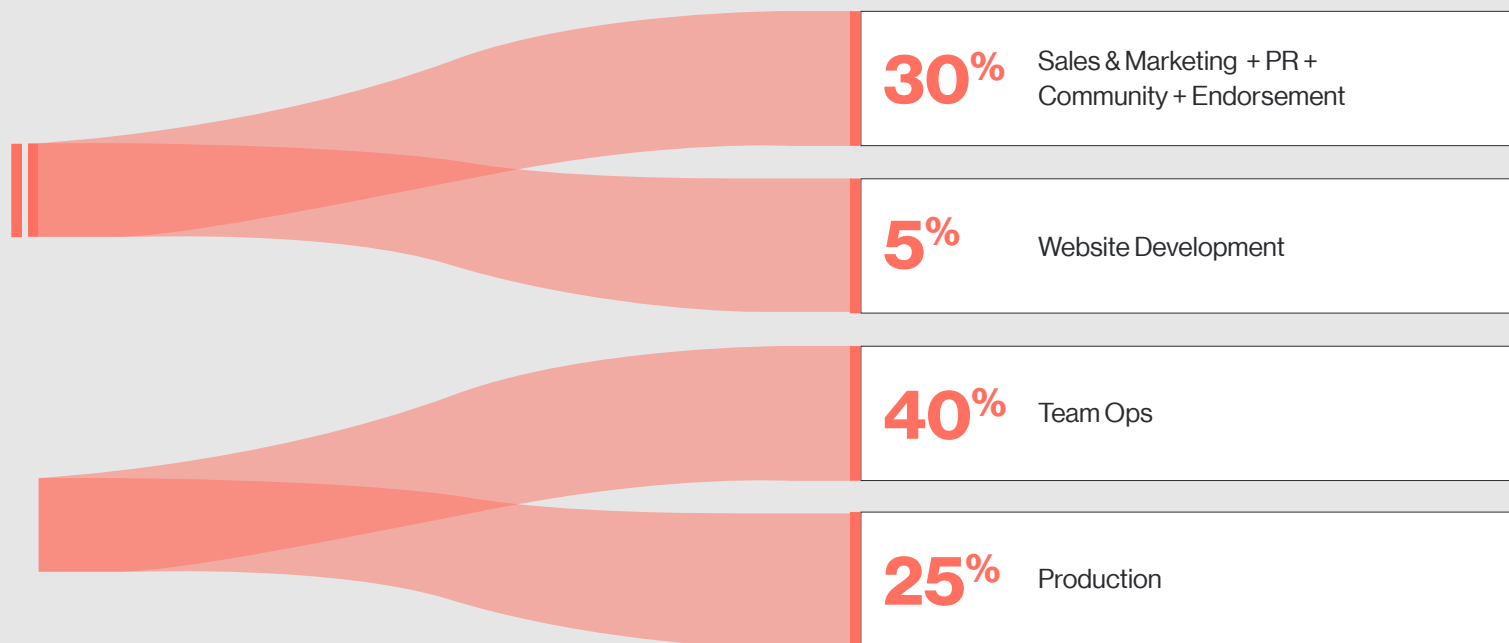 30% Sales & Marketing + PR +
Community + Endorsement
5% Website Development
40% Team Ops
25% Production